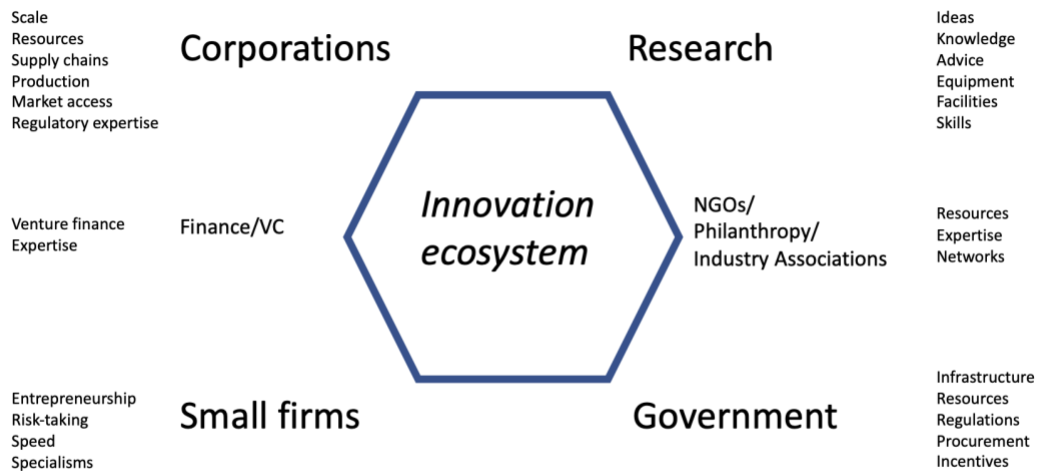 Scale
Resources
Supply chains
Production
Market access
Regulatory expertise
Corporations
Research
Ideas
Knowledge
Advice
Equipment
Facilities
Skills
Venture finance
Expertise
Finance/VC
Innovation
ecosystem
NGOs/
Philanthropy/
Industry Associations
Resources
Expertise
Networks
Entrepreneurship
Risk-taking
Speed
Specialisms
Small firms
Government
Infrastructure
Resources
Regulations
Procurement
Incentives